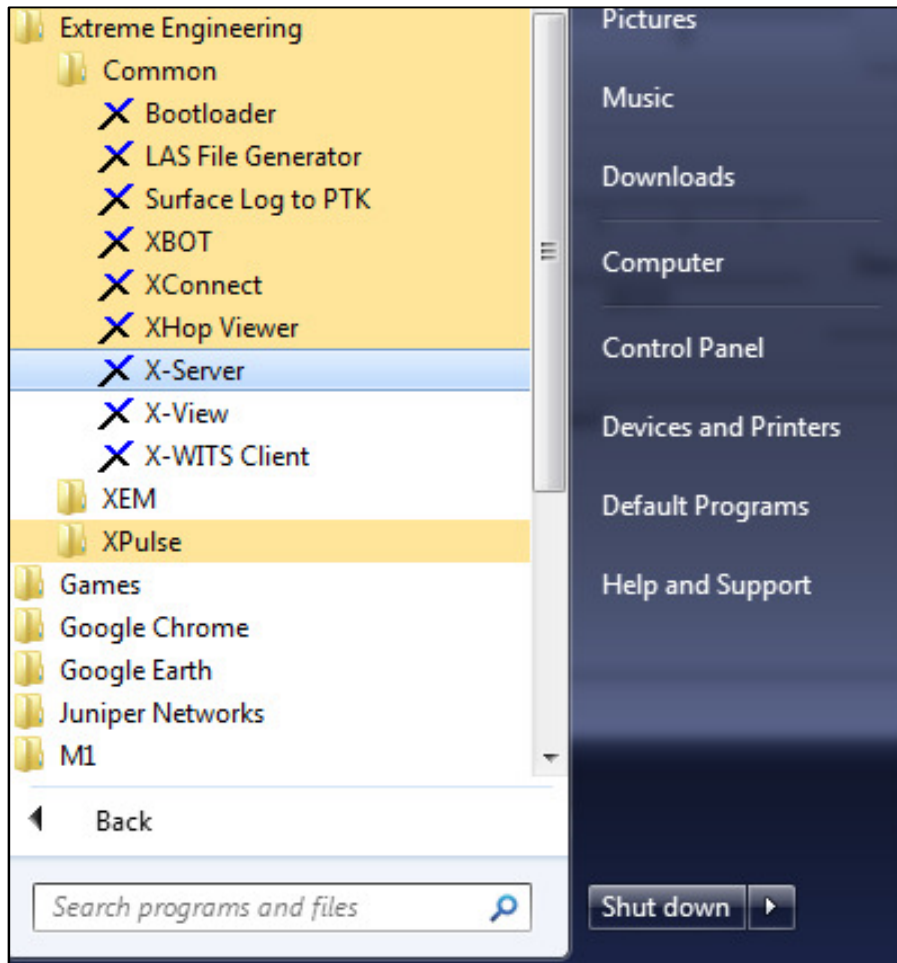 Extreme Engineering
Common
Bootloader
LAS File Generator
Surface Log to PTK
XBOT
XConnect
XHop Viewer
X-Server
X-View
X-WITS Client
XEM
XPulse
Games
Google Chrome
Google Earth
Juniper Networks
M1
Back
Search programs and files
Pictures
Music
Downloads
Computer
Control Panel
Devices and Printers
Default Programs
Help and Support
Shut down